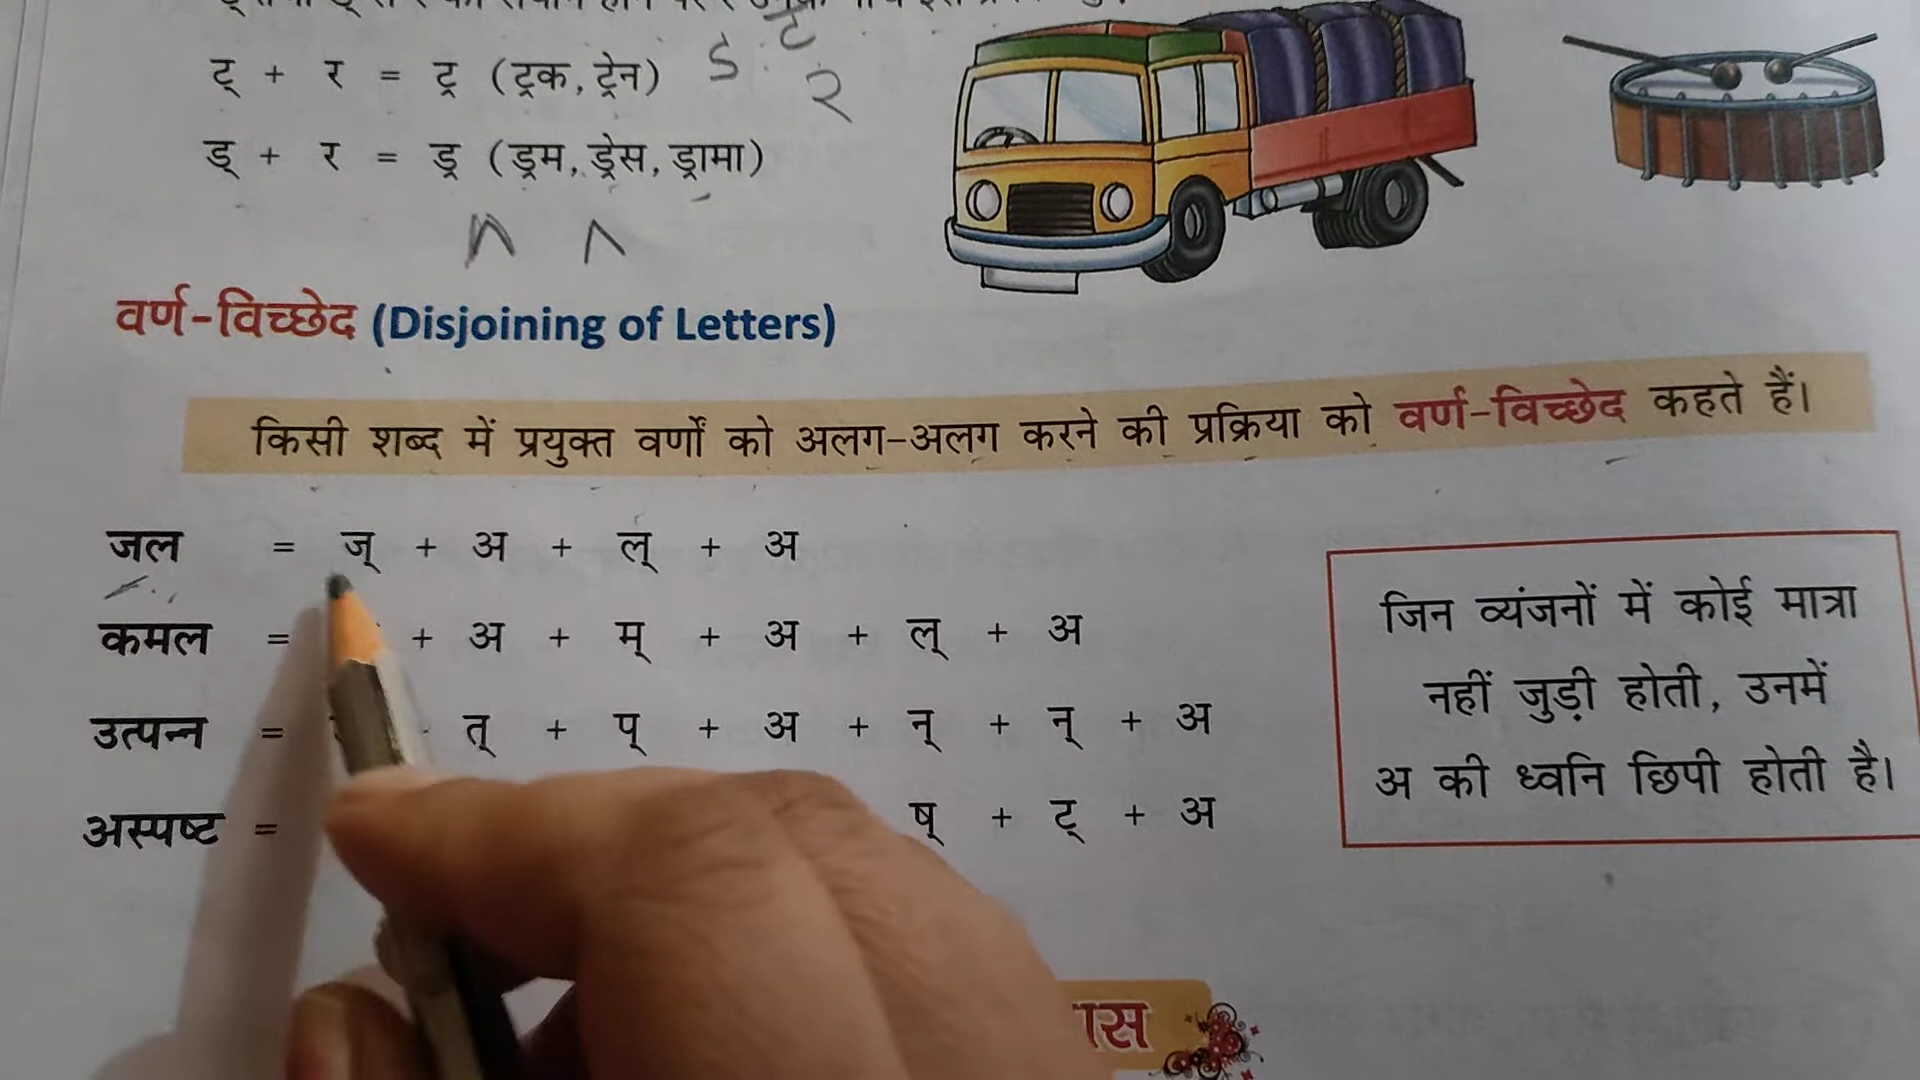 ट् + र = ट्र (ट्रक, ट्रेन)
ड् + र = ड्र (ड्रम, ड्रेस, ड्रामा)
वर्ण-विच्छेद (Disjoining of Letters)
किसी शब्द में प्रयुक्त वर्णों को अलग-अलग करने की प्रक्रिया को वर्ण-विच्छेद कहते हैं।
जल = ज् + अ + ल् + अ
कमल = + अ + म् + अ + ल् + अ
उत्पन्न = त् + प् + अ + न् + न् + अ
अस्पष्ट = ष् + ट् + अ
जिन व्यंजनों में कोई मात्रा
नहीं जुड़ी होती, उनमें
अ की ध्वनि छिपी होती है।